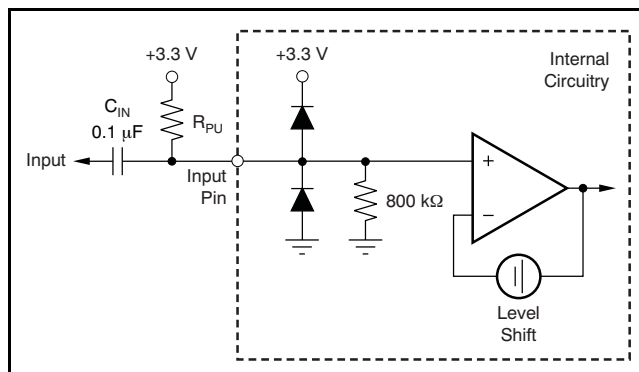 +3.3 V
+3.3 V
Internal
Circuitry
C_IN
0.1 µF
R_PU
Input
Input
Pin
800 kΩ
+
−
Level
Shift